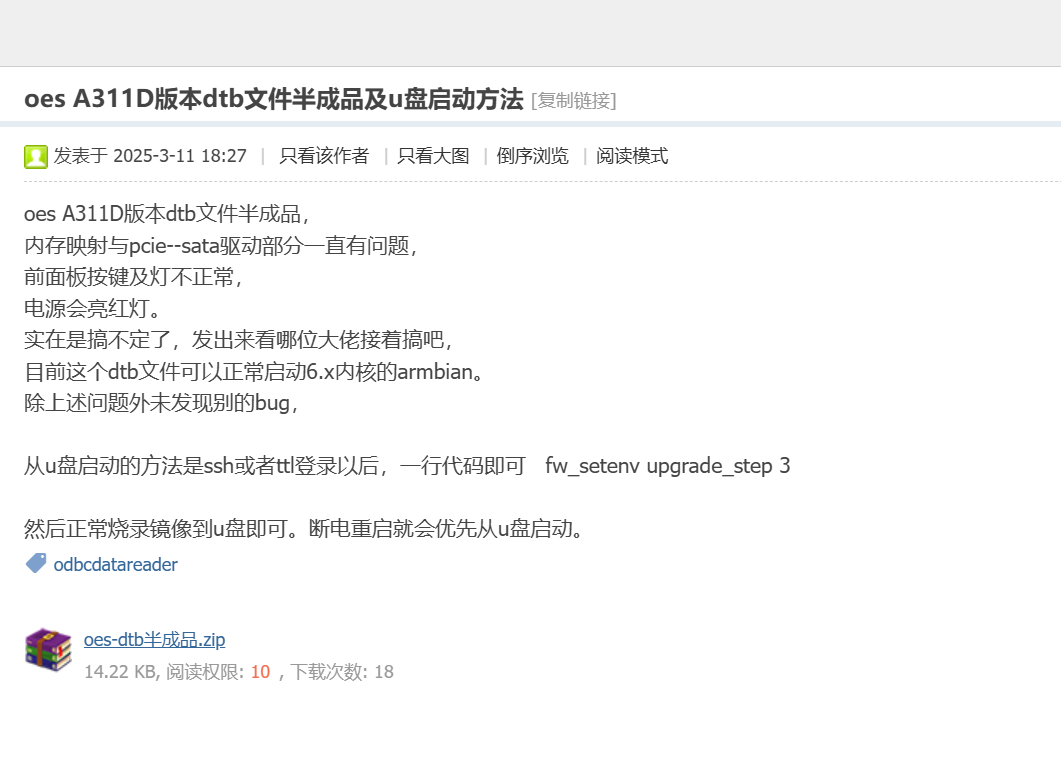 oes A311D版本dtb文件半成品及u盘启动方法 [复制链接]
发表于 2025-3-11 18:27 | 只看该作者 | 只看大图 | 倒序浏览 | 阅读模式
oes A311D版本dtb文件半成品，
内存映射与pcie--sata驱动部分一直有问题，
前面板按键及灯不正常，
电源会亮红灯。
实在是搞不定了，发出来看哪位大佬接着搞吧，
目前这个dtb文件可以正常启动6.x内核的armbian。
除上述问题外未发现别的bug，
从u盘启动的方法是ssh或者ttl登录以后，一行代码即可 fw_setenv upgrade_step 3
然后正常烧录镜像到u盘即可。断电重启就会优先从u盘启动。
odbcdatareader
oes-dtb半成品.zip
14.22 KB, 阅读权限: 10 , 下载次数: 18